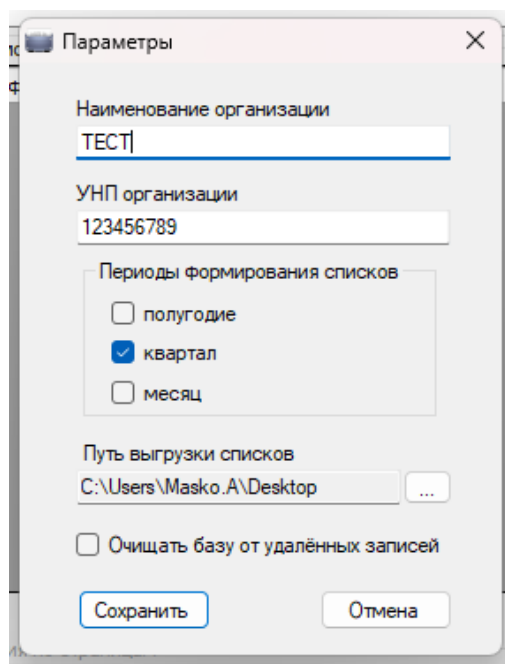 Параметры
Наименование организации
ТЕСТ
УНП организации
123456789
Периоды формирования списков
полугодие
квартал
месяц
Путь выгрузки списков
C:\Users\Masko.A\Desktop
...
Очищать базу от удалённых записей
Сохранить
Отмена